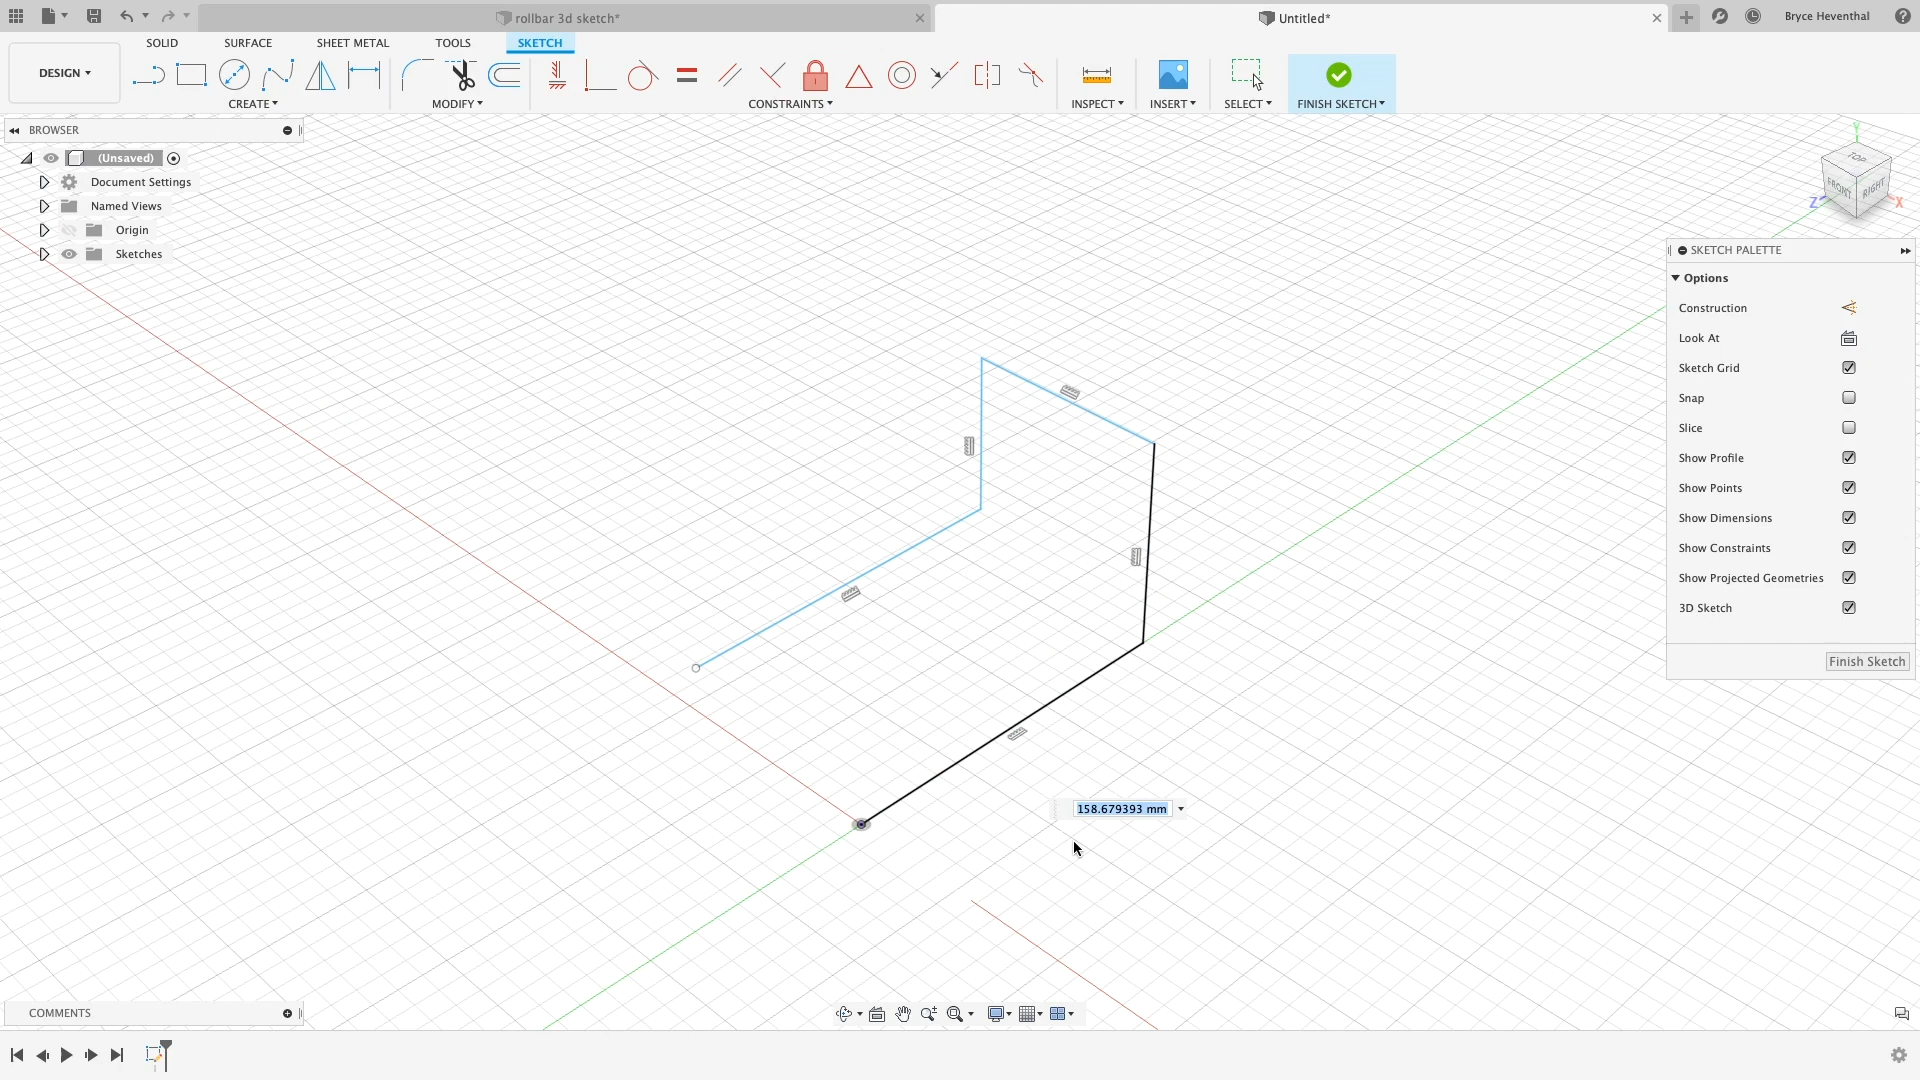 rollbar 3d sketch*
Untitled*
Bryce Heventhal
SOLID
SURFACE
SHEET METAL
TOOLS
SKETCH
DESIGN
CREATE
MODIFY
CONSTRAINTS
INSPECT
INSERT
SELECT
FINISH SKETCH
BROWSER
(Unsaved)
Document Settings
Named Views
Origin
Sketches
Y
TOP
FRONT
RIGHT
Z
X
SKETCH PALETTE
Options
Construction
Look At
Sketch Grid
Snap
Slice
Show Profile
Show Points
Show Dimensions
Show Constraints
Show Projected Geometries
3D Sketch
Finish Sketch
158.679393 mm
COMMENTS